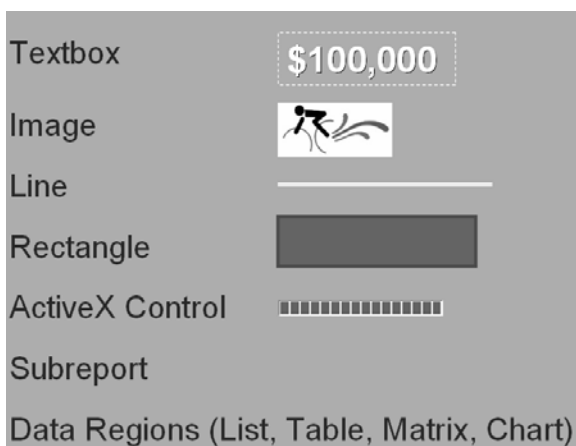 Textbox $100,000
Image
Line
Rectangle
ActiveX Control
Subreport
Data Regions (List, Table, Matrix, Chart)